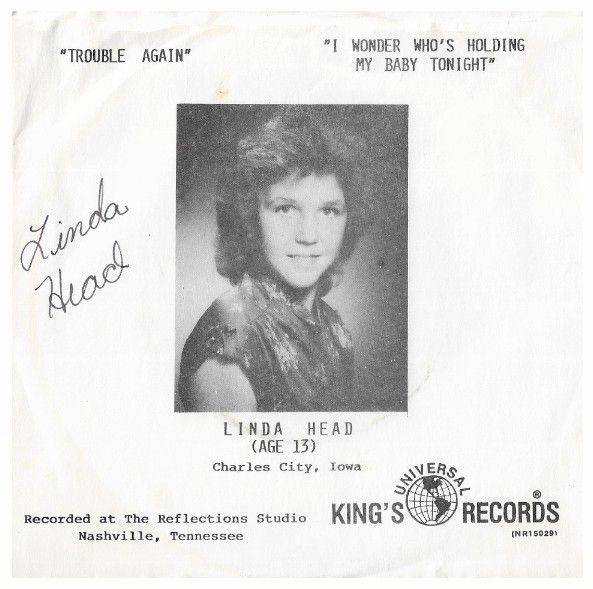 "TROUBLE AGAIN"
"I WONDER WHO'S HOLDING
MY BABY TONIGHT"
Linda
Head
LINDA HEAD
(AGE 13)
Charles City, Iowa
Recorded at The Reflections Studio
Nashville, Tennessee
UNIVERSAL
KING'S RECORDS®
(NR15029)